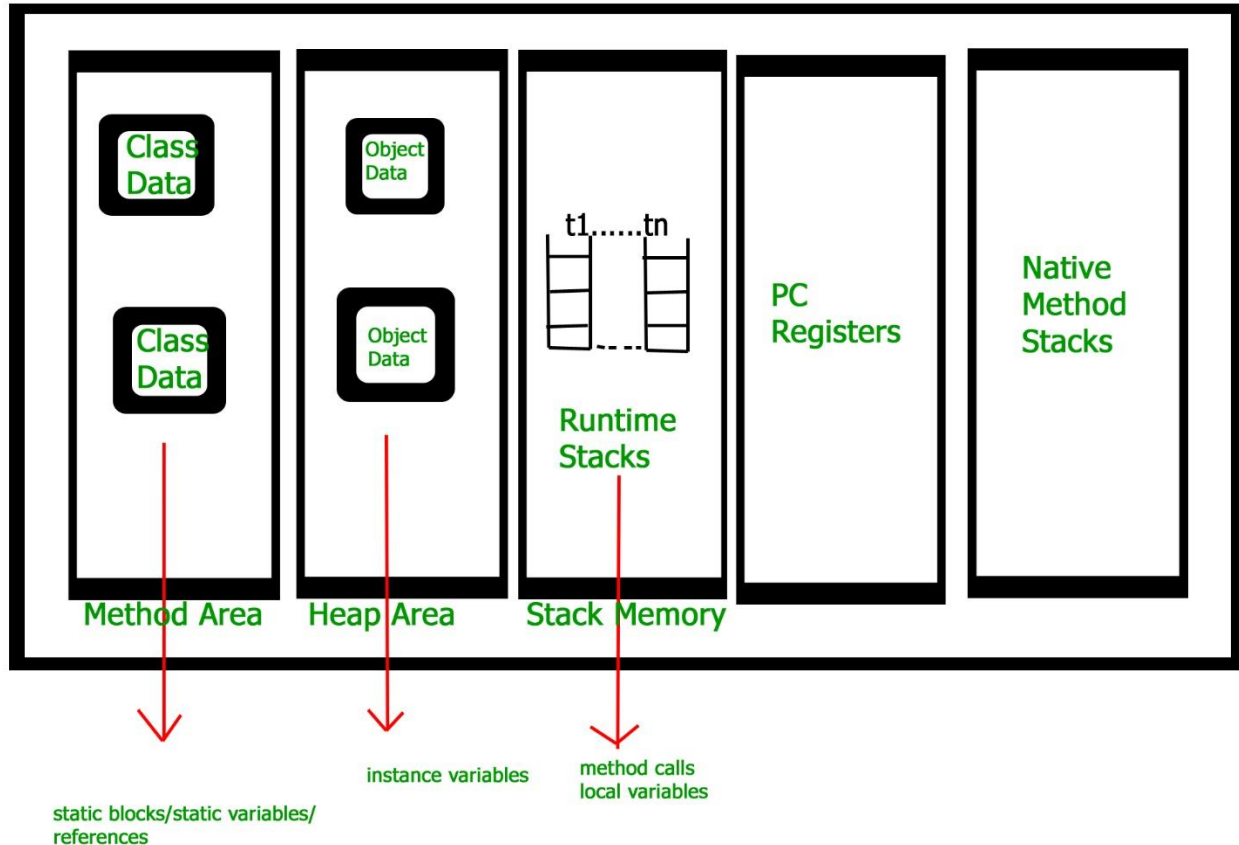 Class
Data
Class
Data
Method Area
static blocks/static variables/
references
Object
Data
Object
Data
Heap Area
instance variables
t1......tn
Runtime
Stacks
Stack Memory
method calls
local variables
PC
Registers
Native
Method
Stacks